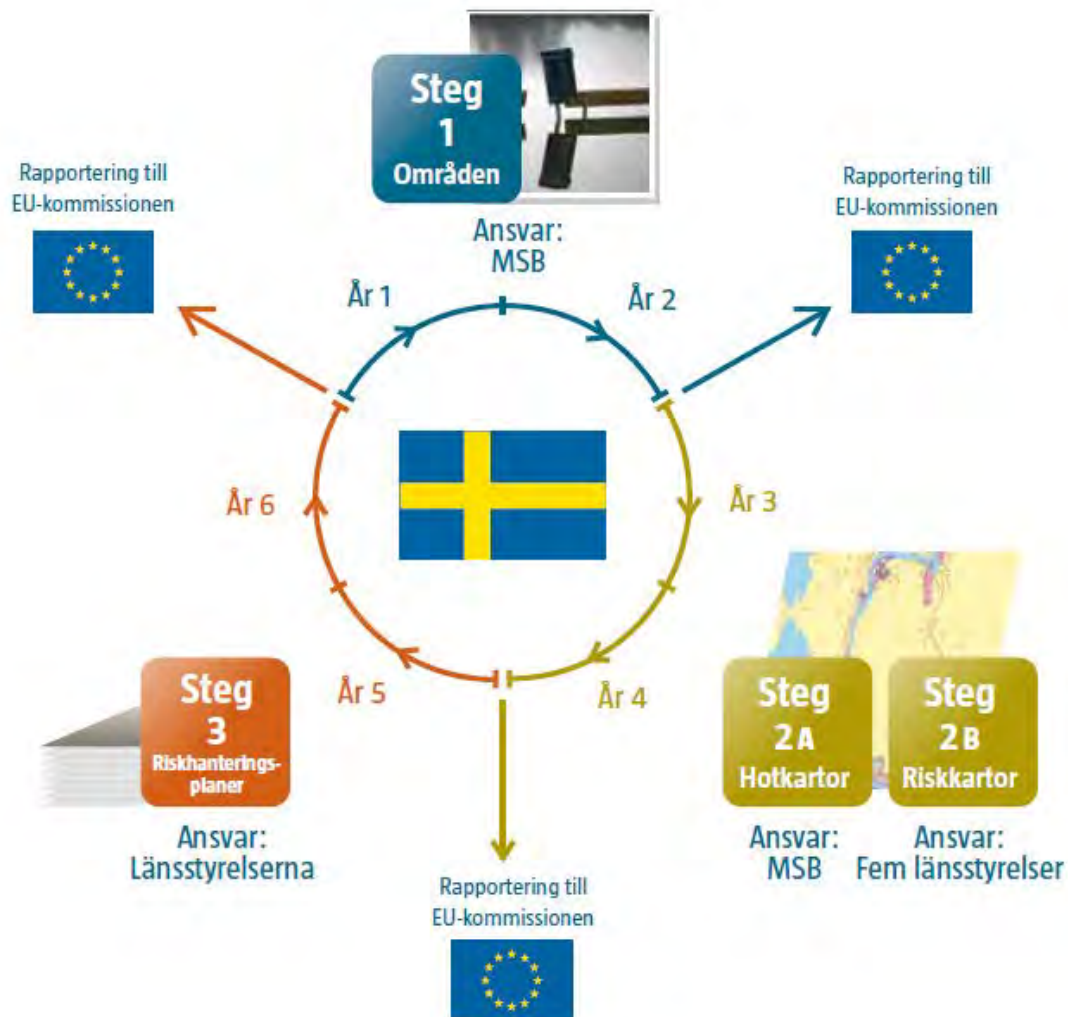 Steg
1
Områden
Ansvar:
MSB
Rapportering till
EU-kommissionen
Rapportering till
EU-kommissionen
År 1
År 2
År 3
År 4
År 5
År 6
Steg
2 A
Hotkartor
Ansvar:
MSB
Steg
2 B
Riskkartor
Ansvar:
Fem länsstyrelser
Steg
3
Riskhanterings-
planer
Ansvar:
Länsstyrelserna
Rapportering till
EU-kommissionen